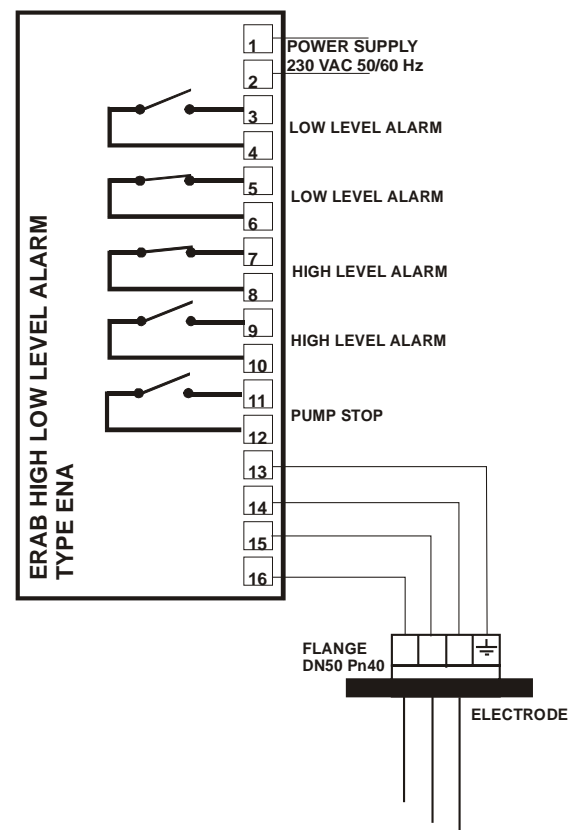 1
POWER SUPPLY
2
230 VAC 50/60 Hz
3
LOW LEVEL ALARM
4
5
LOW LEVEL ALARM
6
7
HIGH LEVEL ALARM
8
9
HIGH LEVEL ALARM
10
11
PUMP STOP
12
13
14
15
16
ERAB HIGH LOW LEVEL ALARM
TYPE ENA
FLANGE
DN50 Pn40
ELECTRODE